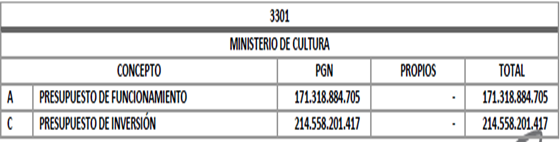 3301
MINISTERIO DE CULTURA
CONCEPTO PGN PROPIOS TOTAL
A PRESUPUESTO DE FUNCIONAMIENTO 171.318.884.705 - 171.318.884.705
C PRESUPUESTO DE INVERSIÓN 214.558.201.417 - 214.558.201.417